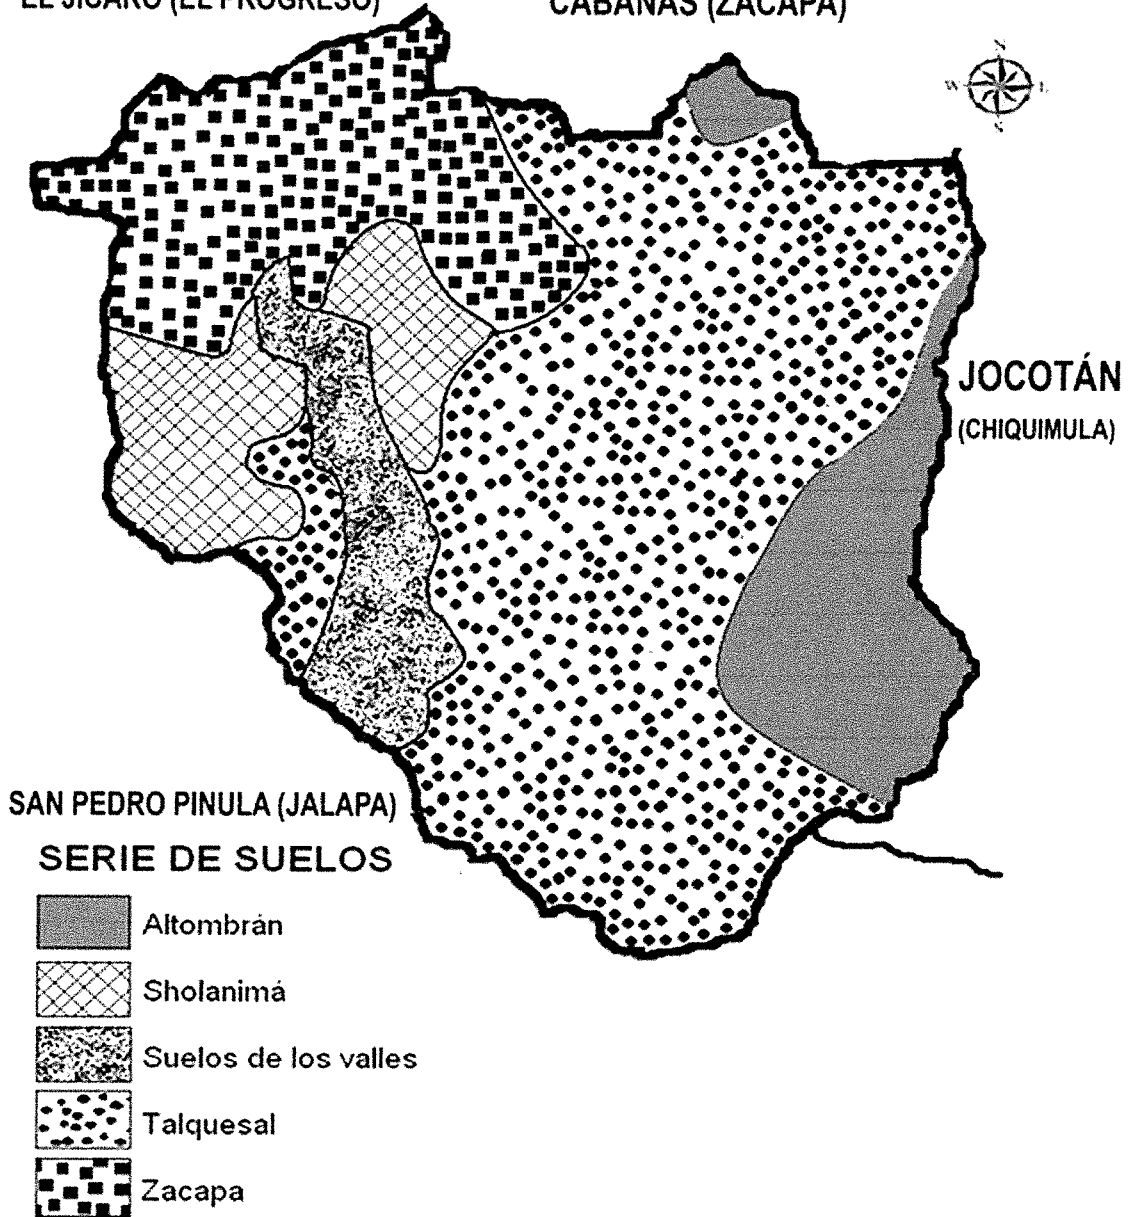 EL JÍCARO (EL PROGRESO)
CABAÑAS (ZACAPA)
N
W
E
S
JOCOTÁN
(CHIQUIMULA)
SAN PEDRO PINULA (JALAPA)
SERIE DE SUELOS
Altombrán
Sholanimá
Suelos de los valles
Talquesal
Zacapa